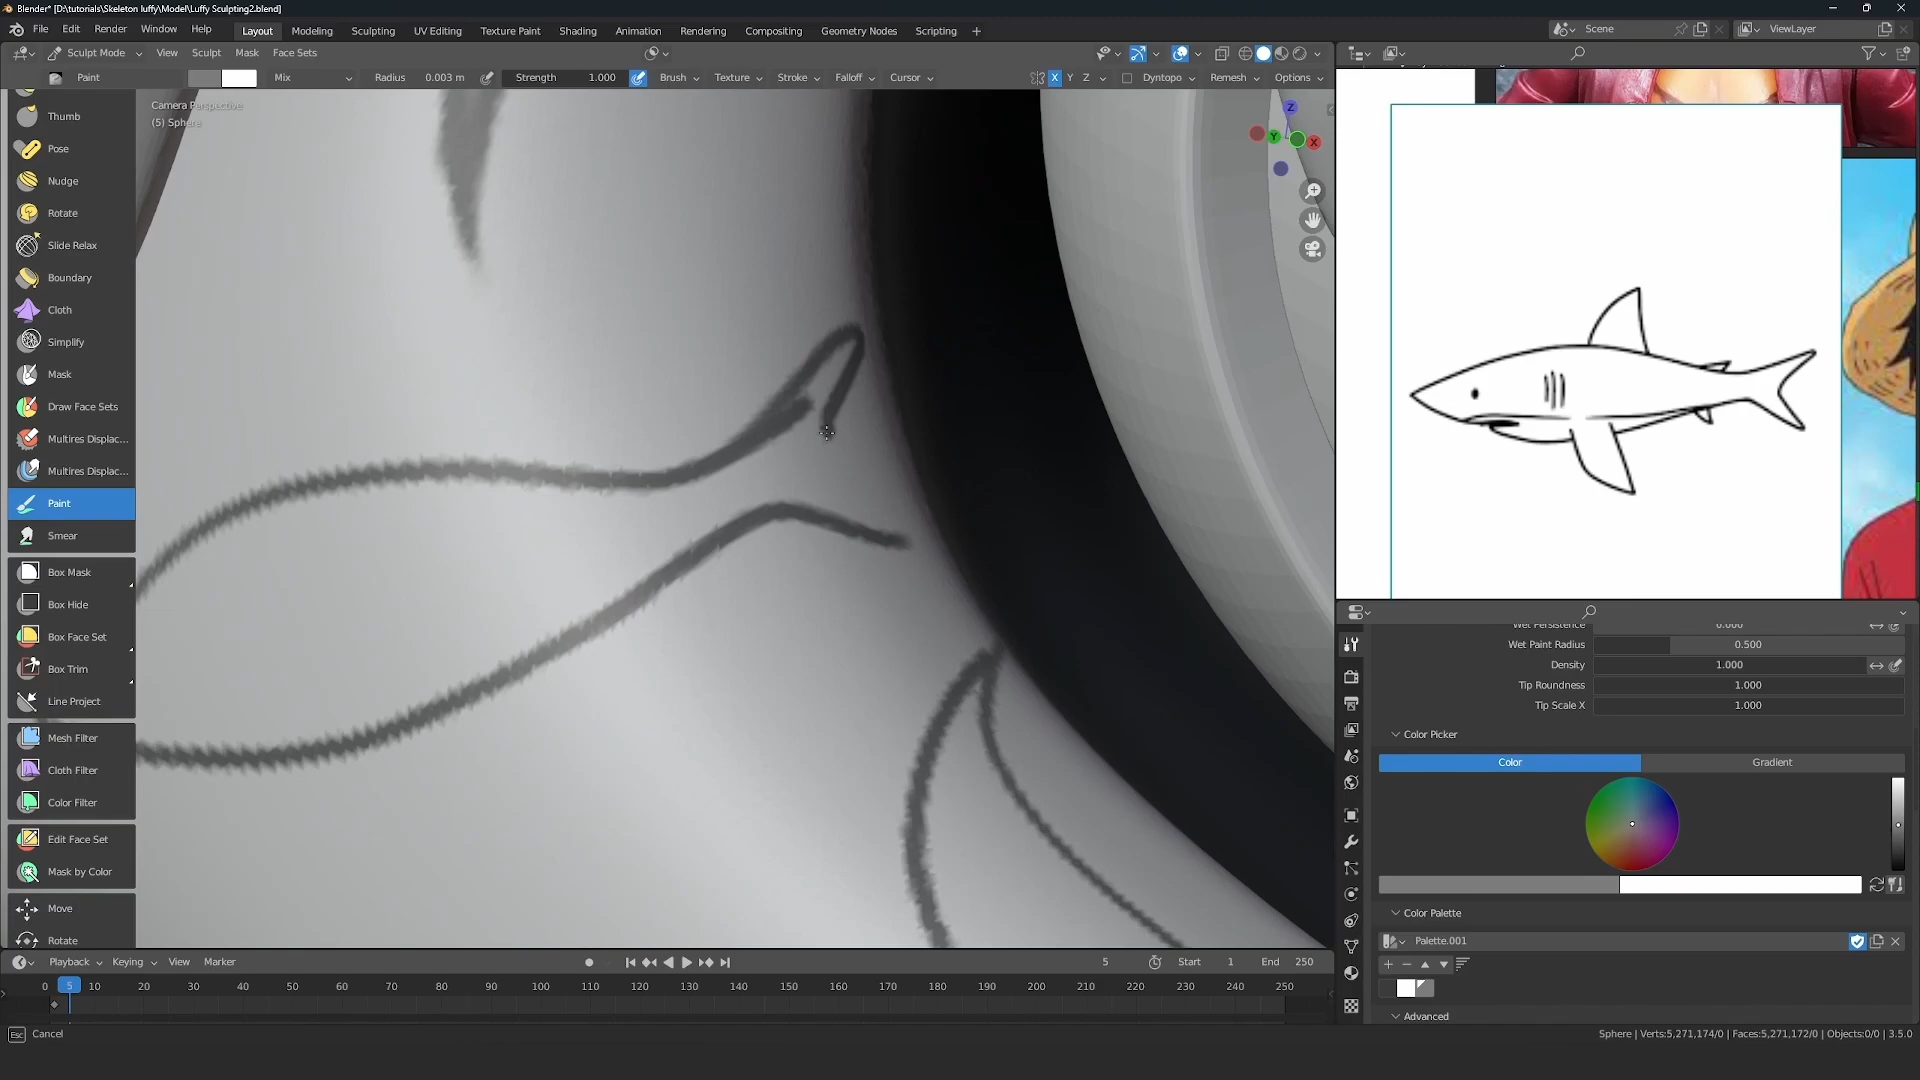 Blender* [D:\tutorials\Skeleton luffy\Model\Luffy Sculpting2.blend]
File Edit Render Window Help Layout Modeling Sculpting UV Editing Texture Paint Shading Animation Rendering Compositing Geometry Nodes Scripting + Scene ViewLayer
Sculpt Mode View Sculpt Mask Face Sets
Paint Mix Radius 0.003 m Strength 1.000 Brush Texture Stroke Falloff Cursor X Y Z Dyntopo Remesh Options
Camera Perspective
(5) Sphere
Z
Y
X
Thumb
Pose
Nudge
Rotate
Slide Relax
Boundary
Cloth
Simplify
Mask
Draw Face Sets
Multires Displac...
Multires Displac...
Paint
Smear
Box Mask
Box Hide
Box Face Set
Box Trim
Line Project
Mesh Filter
Cloth Filter
Color Filter
Edit Face Set
Mask by Color
Move
Rotate
Wet Persistence 0.000
Wet Paint Radius 0.500
Density 1.000
Tip Roundness 1.000
Tip Scale X 1.000
Color Picker
Color Gradient
Color Palette
Palette.001
Advanced
Playback Keying View Marker 5 Start 1 End 250
0 5 10 20 30 40 50 60 70 80 90 100 110 120 130 140 150 160 170 180 190 200 210 220 230 240 250
Esc Cancel
Sphere | Verts:5,271,174/0 | Faces:5,271,172/0 | Objects:0/0 | 3.5.0